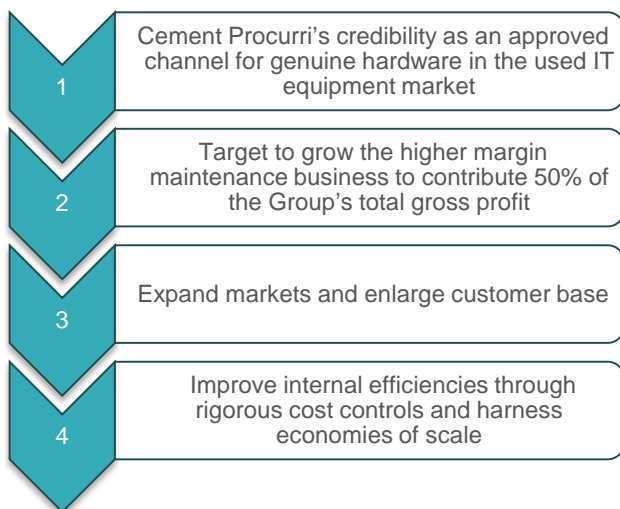 1
Cement Procurri’s credibility as an approved
channel for genuine hardware in the used IT
equipment market
2
Target to grow the higher margin
maintenance business to contribute 50% of
the Group’s total gross profit
3
Expand markets and enlarge customer base
4
Improve internal efficiencies through
rigorous cost controls and harness
economies of scale